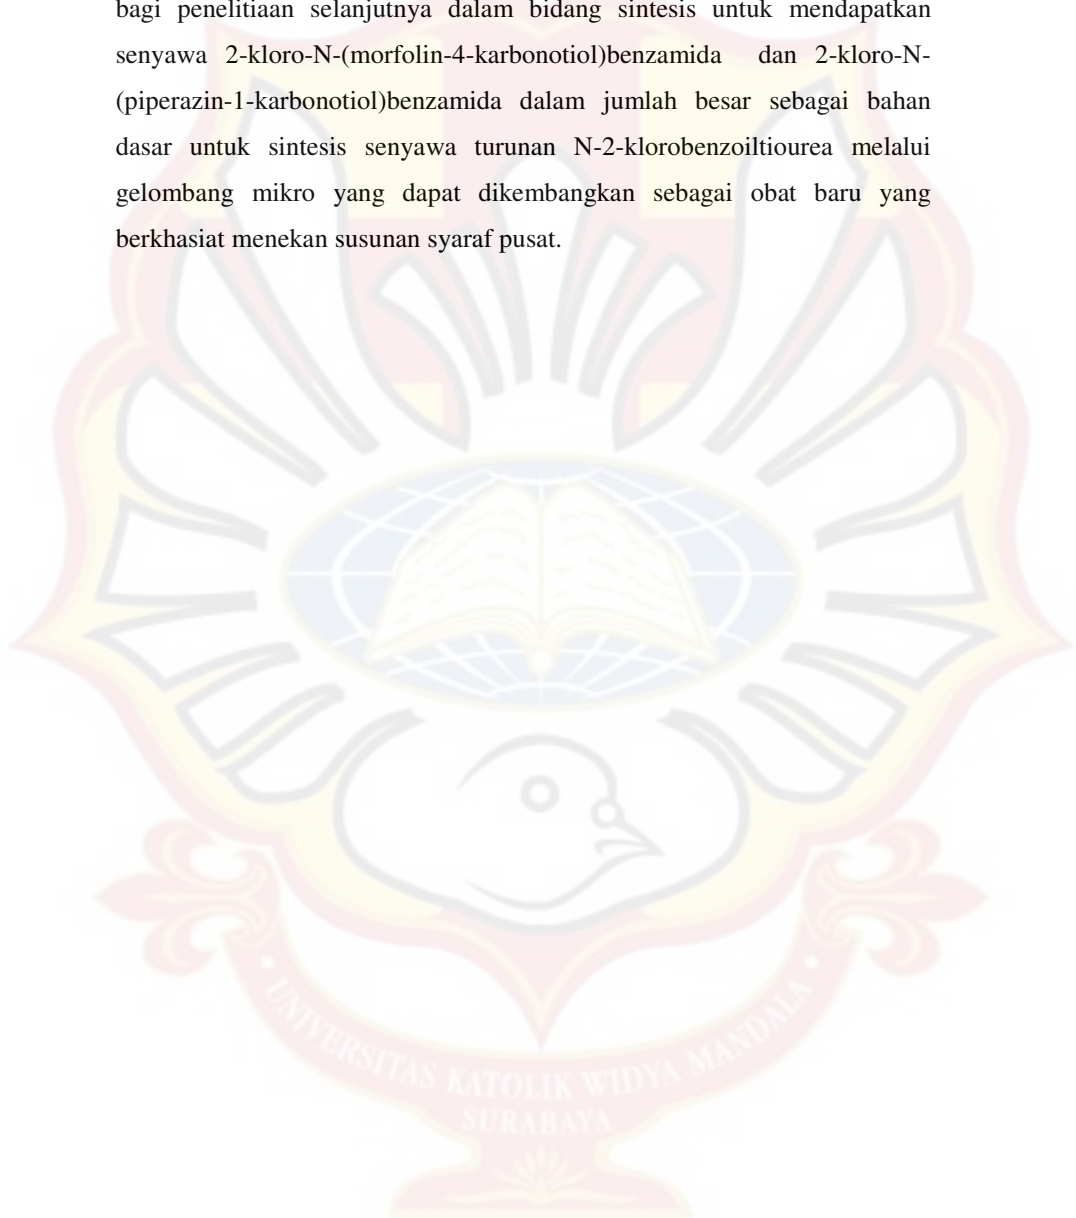 bagi penelitiaan selanjutnya dalam bidang sintesis untuk mendapatkan
senyawa 2-kloro-N-(morfolin-4-karbonotiol)benzamida dan 2-kloro-N-
(piperazin-1-karbonotiol)benzamida dalam jumlah besar sebagai bahan
dasar untuk sintesis senyawa turunan N-2-klorobenzoiltiourea melalui
gelombang mikro yang dapat dikembangkan sebagai obat baru yang
berkhasiat menekan susunan syaraf pusat.
• UNIVERSITAS KATOLIK WIDYA MANDALA •
SURABAYA